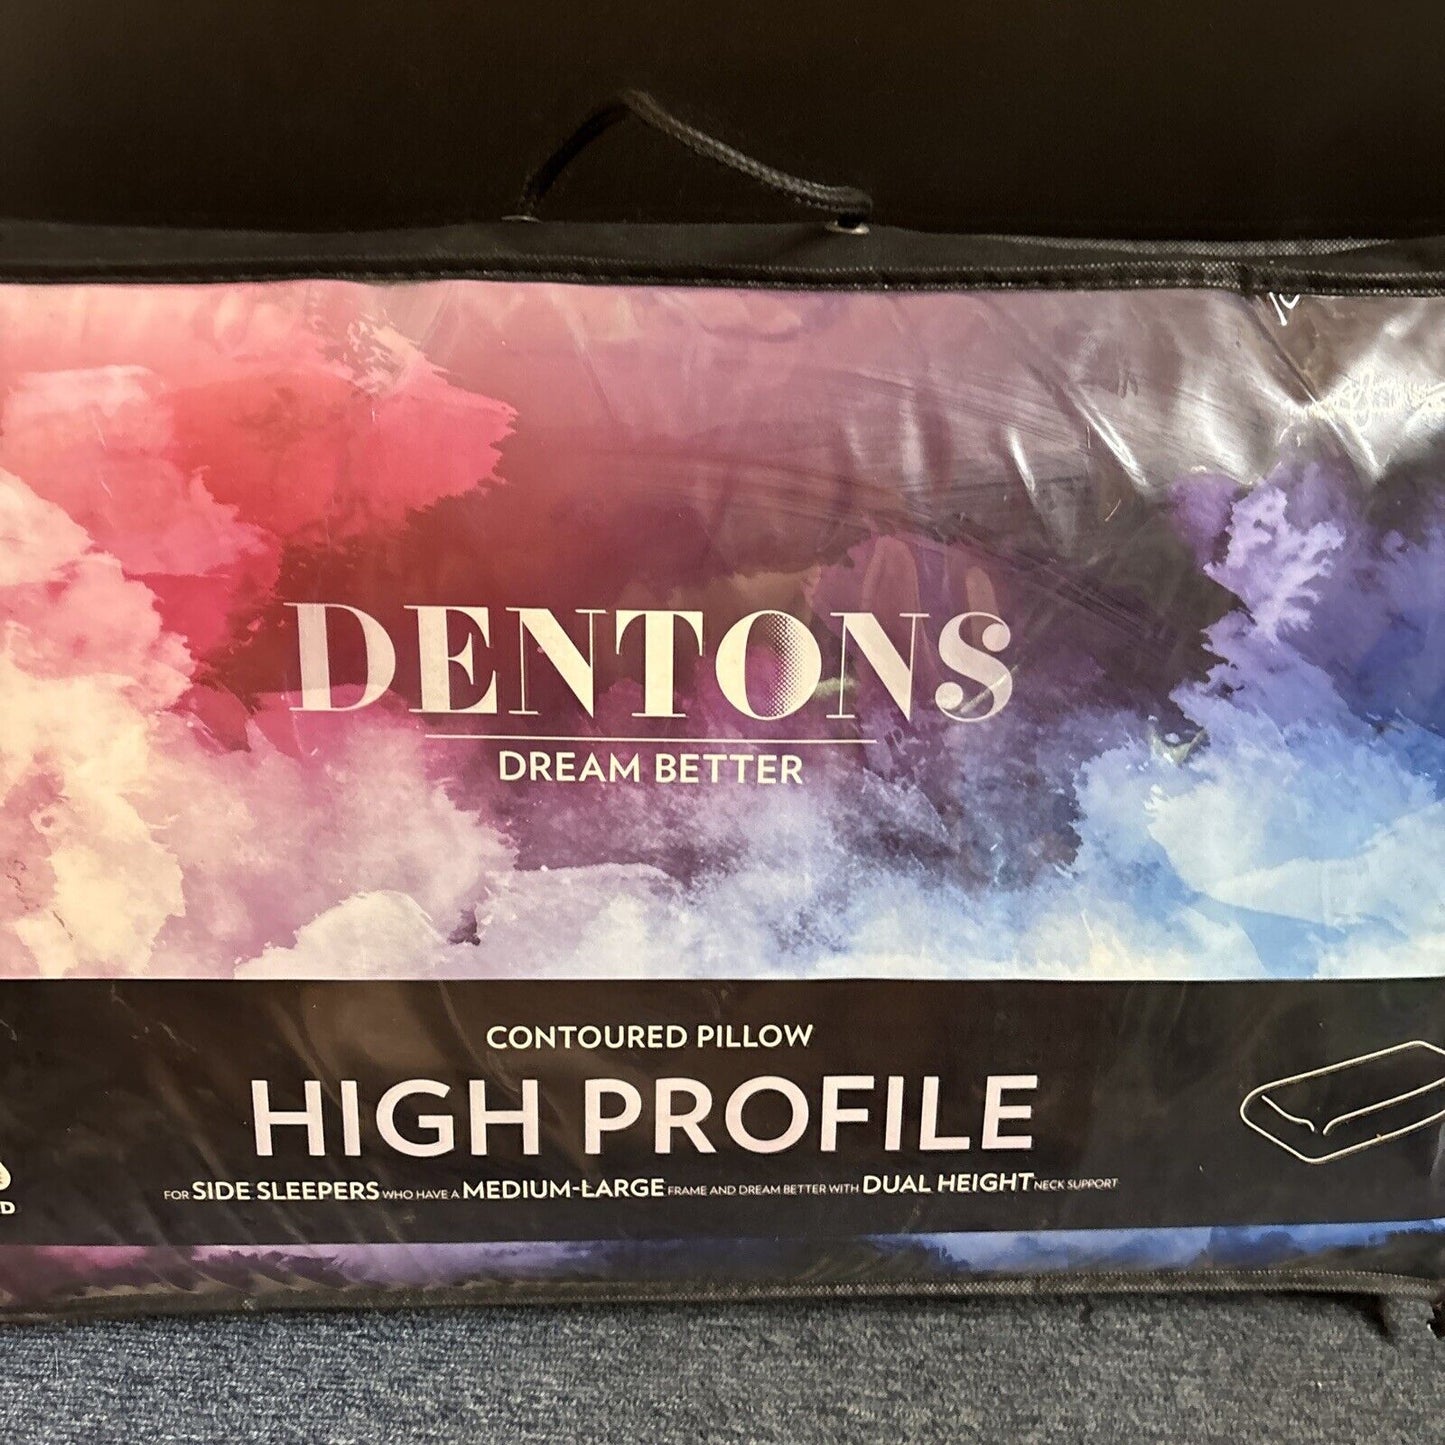 DENTONS
DREAM BETTER
CONTOURED PILLOW
HIGH PROFILE
FOR SIDE SLEEPERS WHO HAVE A MEDIUM-LARGE FRAME AND DREAM BETTER WITH DUAL HEIGHT NECK SUPPORT